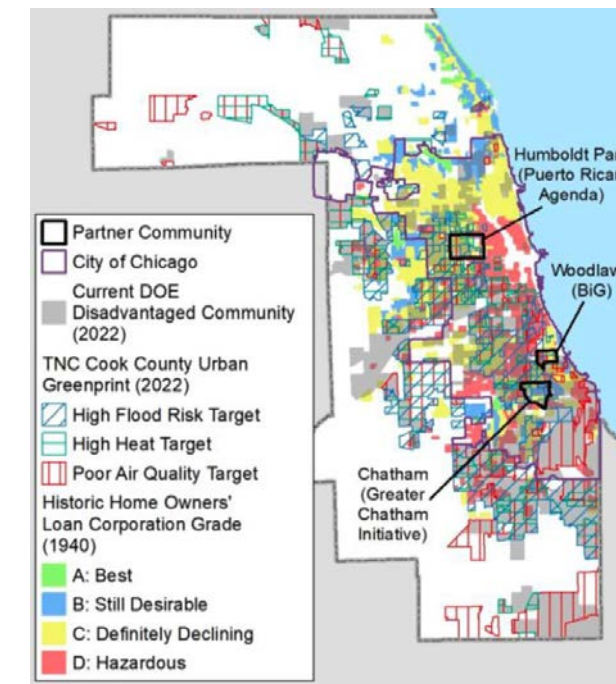 Humboldt Par
(Puerto Rica
Agenda)
Woodlaw
(BiG)
Partner Community
City of Chicago
Current DOE
Disadvantaged Community
(2022)
TNC Cook County Urban
Greenprint (2022)
High Flood Risk Target
High Heat Target
Poor Air Quality Target
Historic Home Owners'
Loan Corporation Grade
(1940)
A: Best
B: Still Desirable
C: Definitely Declining
D: Hazardous
Chatham
(Greater
Chatham
Initiative)